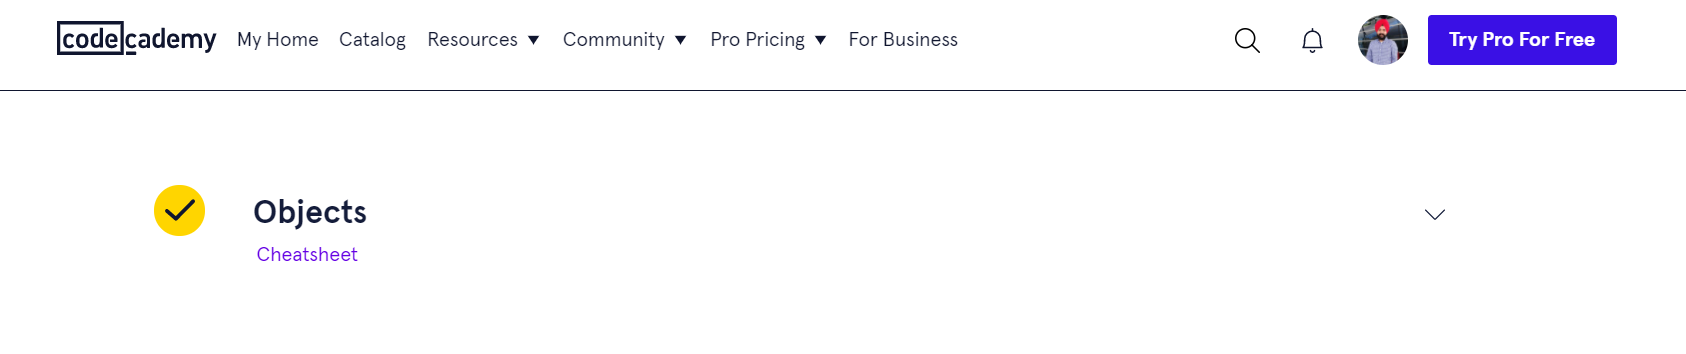 codecademy My Home Catalog Resources Community Pro Pricing For Business Try Pro For Free
Objects
Cheatsheet